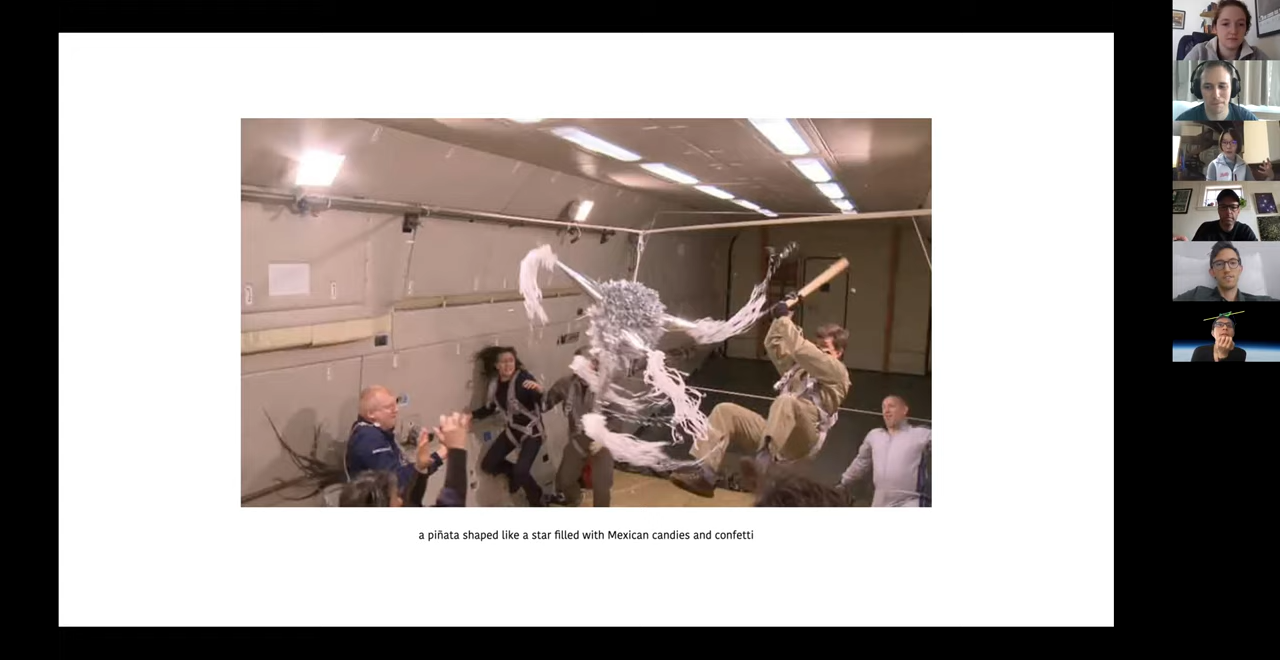 a piñata shaped like a star filled with Mexican candies and confetti